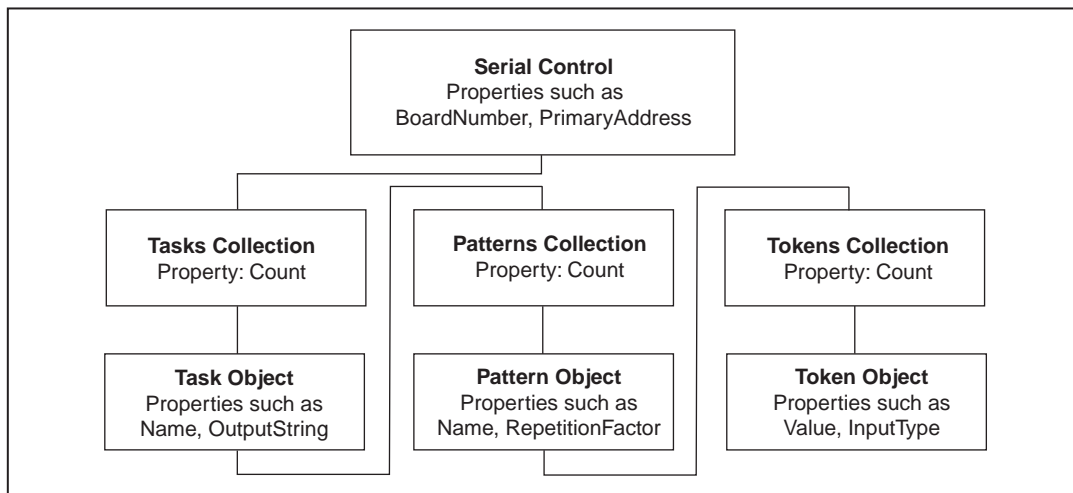 Serial Control
Properties such as
BoardNumber, PrimaryAddress
Tasks Collection
Property: Count
Patterns Collection
Property: Count
Tokens Collection
Property: Count
Task Object
Properties such as
Name, OutputString
Pattern Object
Properties such as
Name, RepetitionFactor
Token Object
Properties such as
Value, InputType